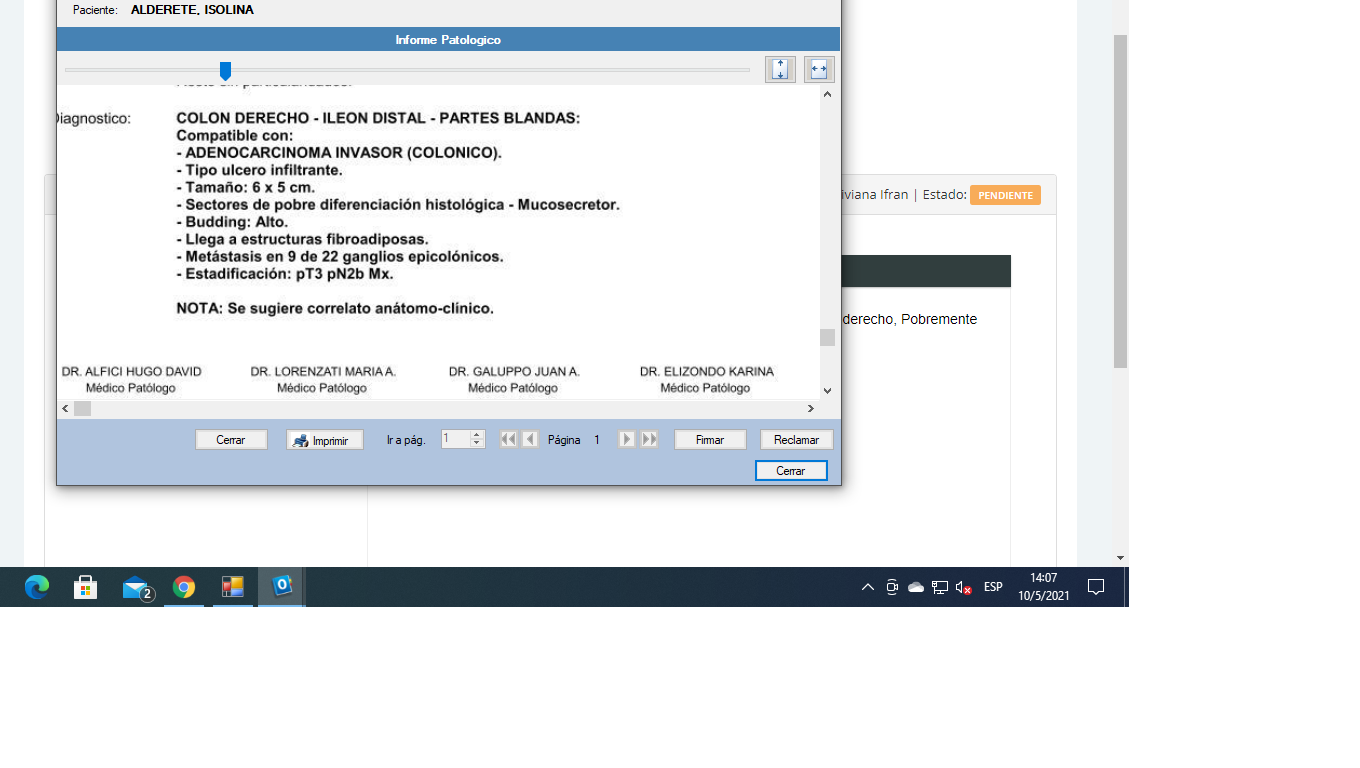 Paciente: ALDERETE, ISOLINA
Informe Patologico
Diagnostico: COLON DERECHO - ILEON DISTAL - PARTES BLANDAS:
Compatible con:
- ADENOCARCINOMA INVASOR (COLONICO).
- Tipo ulcero infiltrante.
- Tamaño: 6 x 5 cm.
- Sectores de pobre diferenciación histológica - Mucosecretor.
- Budding: Alto.
- Llega a estructuras fibroadiposas.
- Metástasis en 9 de 22 ganglios epicolónicos.
- Estadificación: pT3 pN2b Mx.
NOTA: Se sugiere correlato anátomo-clínico.
DR. ALFICI HUGO DAVID DR. LORENZATI MARIA A. DR. GALUPPO JUAN A. DR. ELIZONDO KARINA
Médico Patólogo Médico Patólogo Médico Patólogo Médico Patólogo
Cerrar Imprimir Ir a pág. 1 Página 1 Firmar Reclamar
Cerrar
iviana Ifran | Estado: PENDIENTE
derecho, Pobremente
2 ESP 14:07
10/5/2021